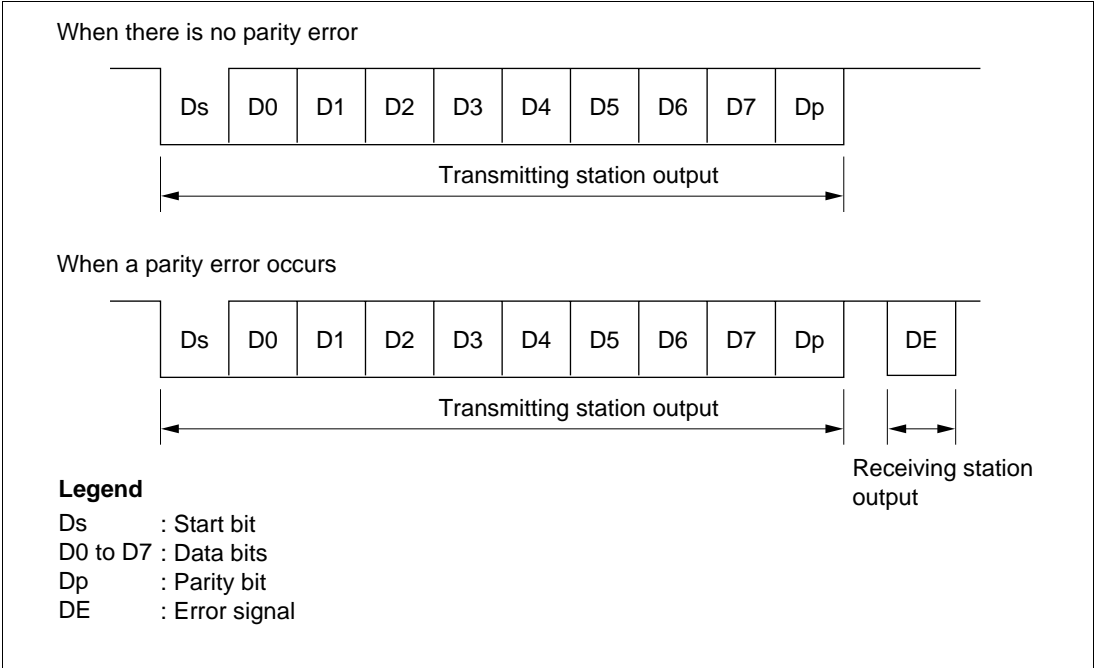 When there is no parity error
Ds D0 D1 D2 D3 D4 D5 D6 D7 Dp
Transmitting station output
When a parity error occurs
Ds D0 D1 D2 D3 D4 D5 D6 D7 Dp DE
Transmitting station output
Receiving station
output
Legend
Ds : Start bit
D0 to D7 : Data bits
Dp : Parity bit
DE : Error signal